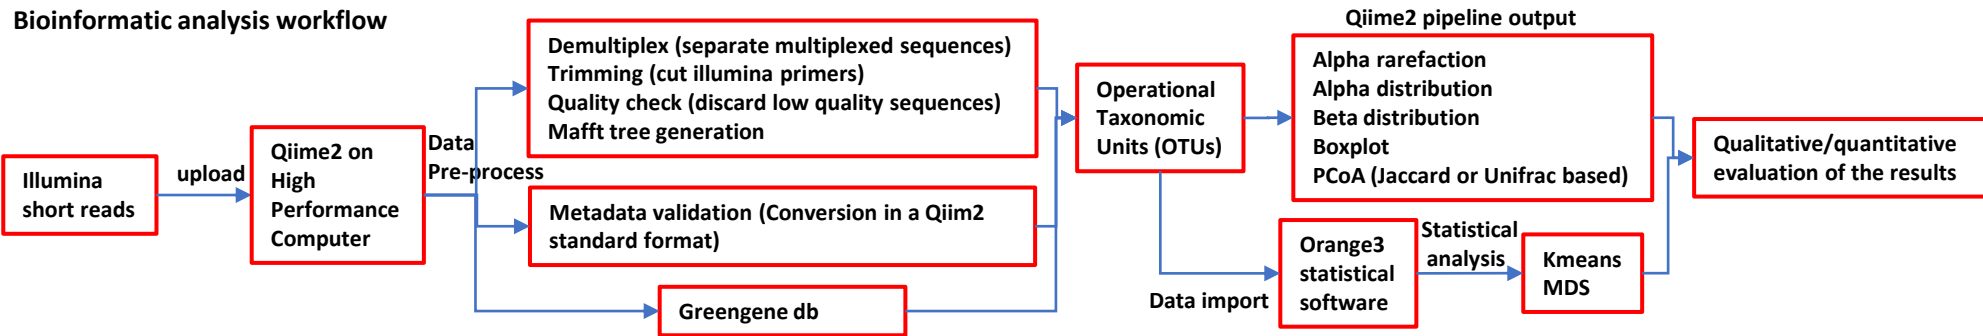 Bioinformatic analysis workflow
Illumina
short reads
upload
Qiime2 on
High
Performance
Computer
Data
Pre-process
Demultiplex (separate multiplexed sequences)
Trimming (cut illumina primers)
Quality check (discard low quality sequences)
Mafft tree generation
Metadata validation (Conversion in a Qiim2
standard format)
Greengene db
Operational
Taxonomic
Units (OTUs)
Qiime2 pipeline output
Alpha rarefaction
Alpha distribution
Beta distribution
Boxplot
PCoA (Jaccard or Unifrac based)
Data import
Orange3
statistical
software
Statistical
analysis
Kmeans
MDS
Qualitative/quantitative
evaluation of the results